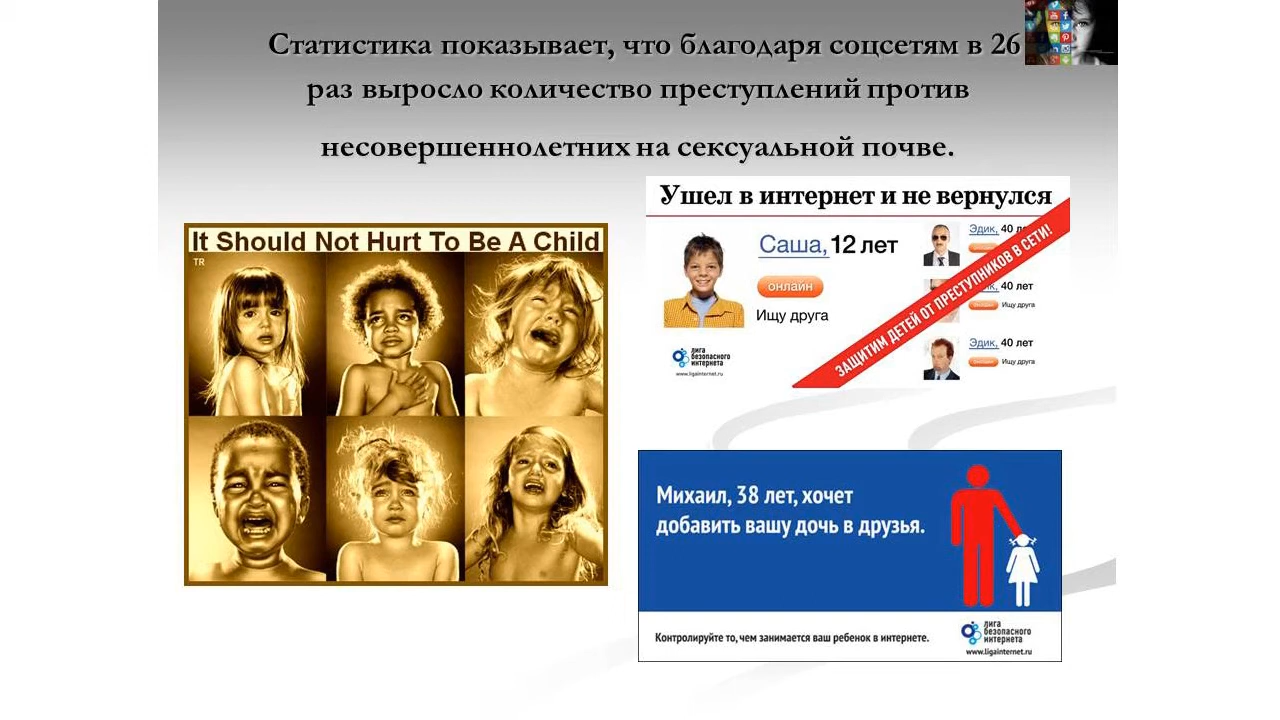 Статистика показывает, что благодаря соцсетям в 26
раз выросло количество преступлений против
несовершеннолетних на сексуальной почве.
It Should Not Hurt To Be A Child
TR
Ушел в интернет и не вернулся
Саша, 12 лет
онлайн
Ищу друга
лига
безопасного
интернета
www.ligainternet.ru
Эдик, 40
40 лет
Ищу друга
Эдик, 40 лет
Ищу друга
ЗАЩИТИМ ДЕТЕЙ ОТ ПРЕСТУПНИКОВ В СЕТИ!
Михаил, 38 лет, хочет
добавить вашу дочь в друзья.
Контролируйте то, чем занимается ваш ребенок в интернете.
лига
безопасного
интернета
www.ligainternet.ru